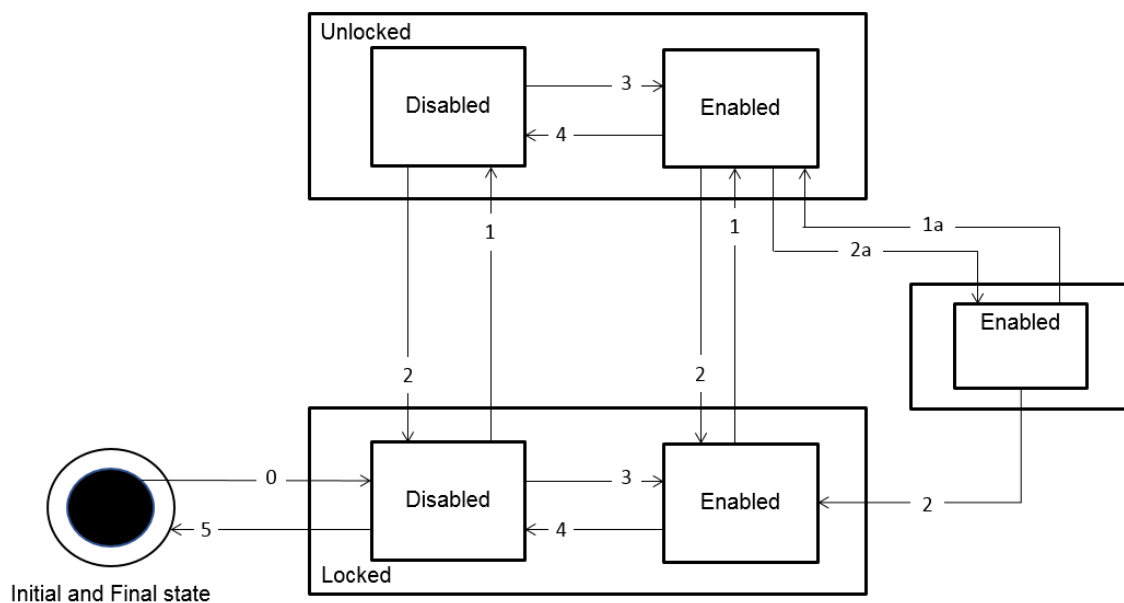 Unlocked
Disabled
3
Enabled
4
1
1
1a
2a
Enabled
2
2
Disabled
3
Enabled
0
4
5
2
Locked
Initial and Final state